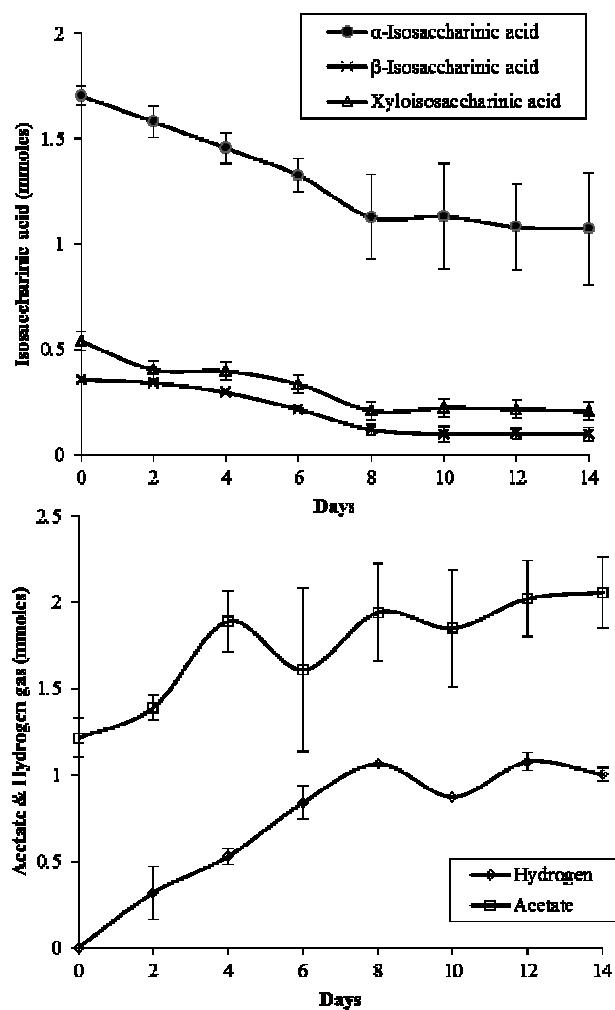 2
α-Isosaccharinic acid
β-Isosaccharinic acid
Xyloisosaccharinic acid
1.5
1
0.5
0
Isosaccharinic acid (mmoles)
0 2 4 6 8 10 12 14
Days
2.5
2
1.5
1
0.5
0
Acetate & Hydrogen gas (mmoles)
Hydrogen
Acetate
0 2 4 6 8 10 12 14
Days